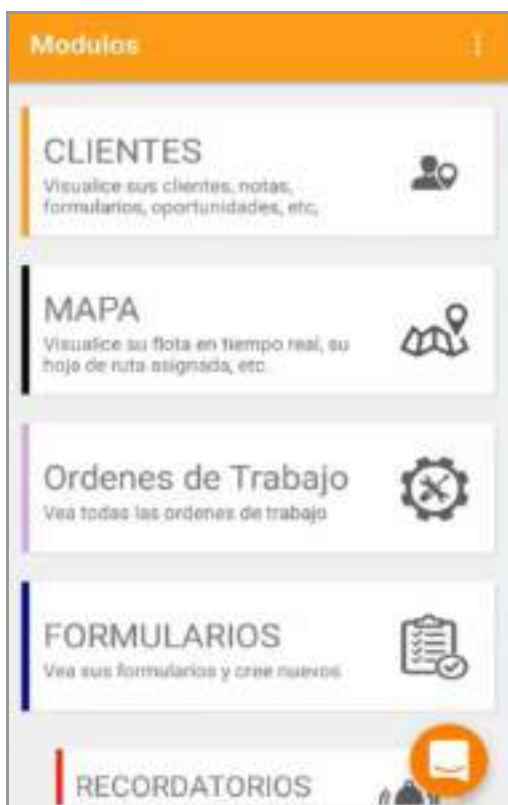 Modulos
CLIENTES
Visualice sus clientes, notas,
formularios, oportunidades, etc,
MAPA
Visualice su flota en tiempo real, su
hoja de ruta asignada, etc.
Ordenes de Trabajo
Vea todas las ordenes de trabajo
FORMULARIOS
Vea sus formularios y cree nuevos
RECORDATORIOS